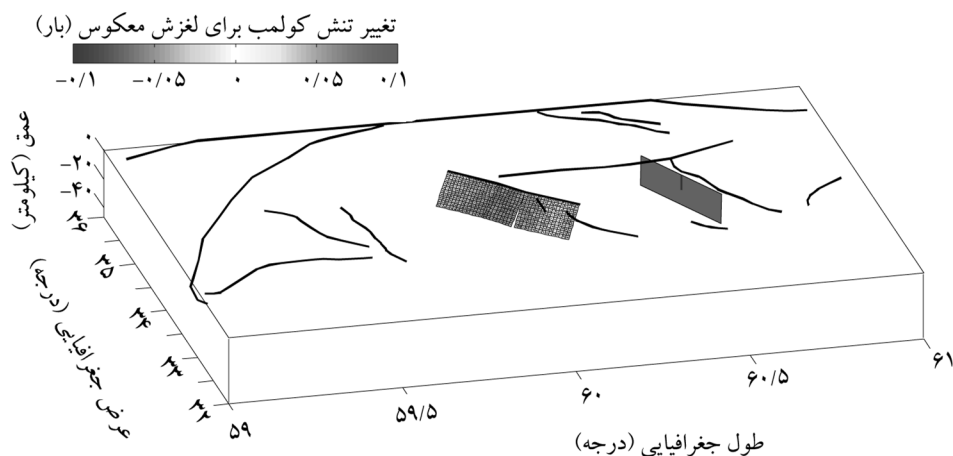 تغییر تنش کولمب برای لغزش معکوس (بار)
-۰/۱ -۰/۰۵ ۰ ۰/۰۵ ۰/۱
عمق (کیلومتر)
۰
-۲۰
-۴۰
۳۶
۳۵
۳۴
۳۳
۳۲
عرض جغرافیایی (درجه)
۵۹ ۵۹/۵ ۶۰ ۶۰/۵ ۶۱
طول جغرافیایی (درجه)